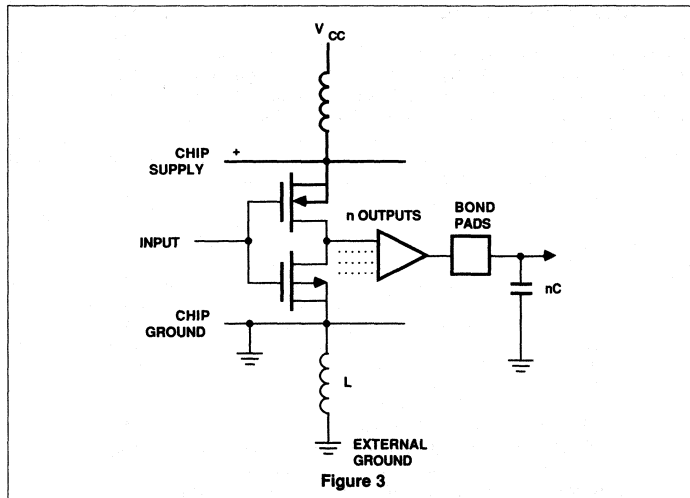 V CC
CHIP
SUPPLY
+
n OUTPUTS
BOND
PADS
INPUT
nC
CHIP
GROUND
L
EXTERNAL
GROUND
Figure 3